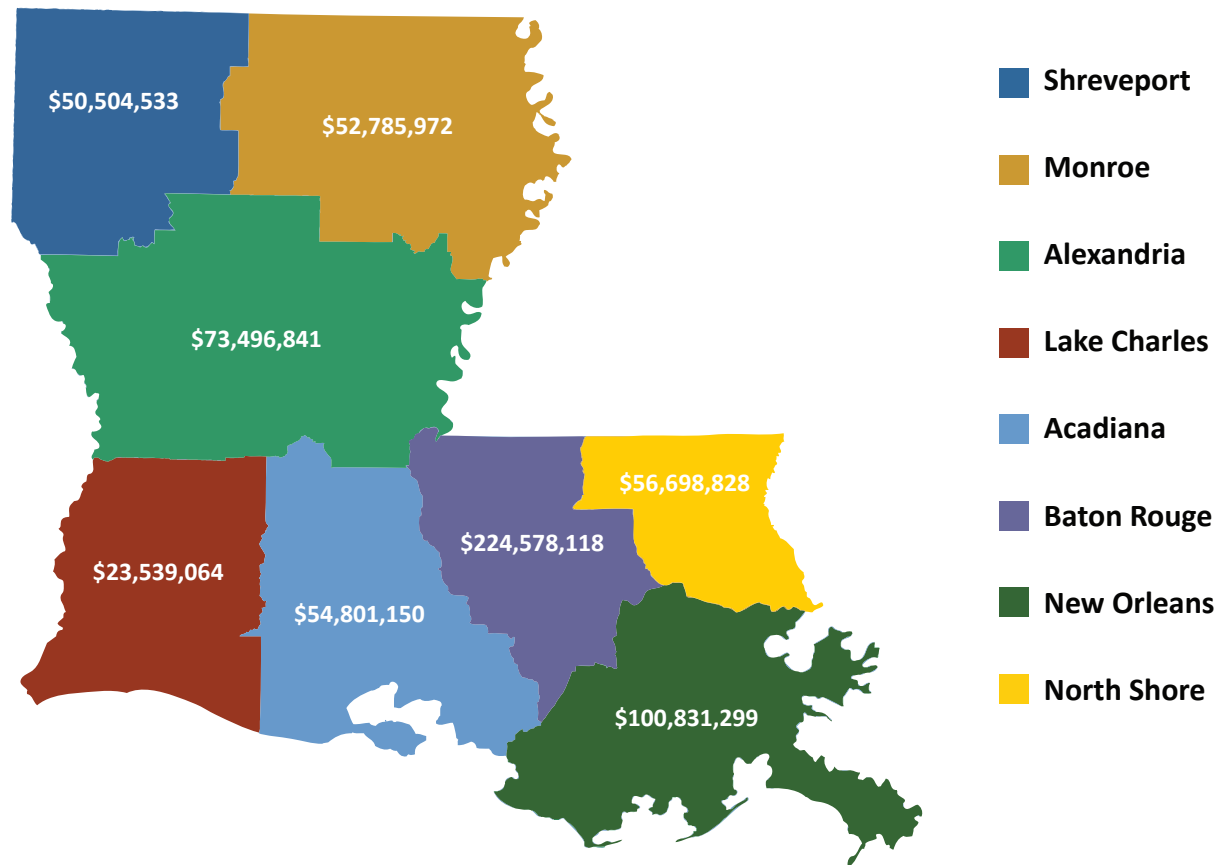 $50,504,533
$52,785,972
$73,496,841
$56,698,828
$224,578,118
$23,539,064
$54,801,150
$100,831,299
Shreveport
Monroe
Alexandria
Lake Charles
Acadiana
Baton Rouge
New Orleans
North Shore